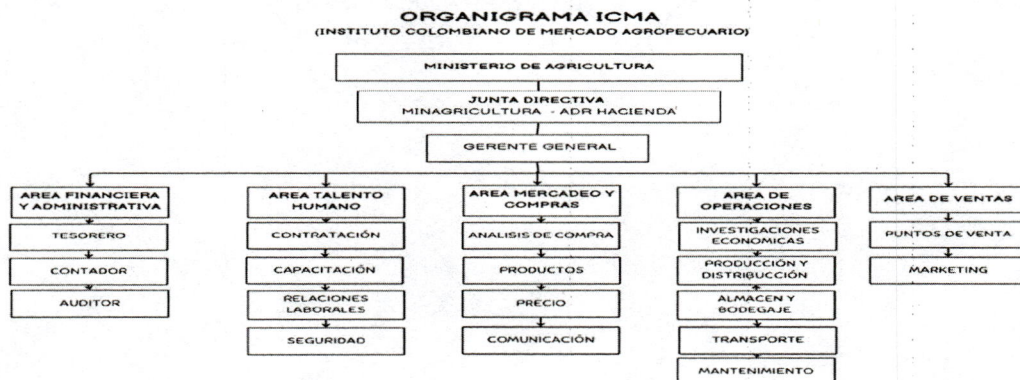 ORGANIGRAMA ICMA
(INSTITUTO COLOMBIANO DE MERCADO AGROPECUARIO)
MINISTERIO DE AGRICULTURA
JUNTA DIRECTIVA
MINAGRICULTURA - ADR HACIENDA
GERENTE GENERAL
AREA FINANCIERA
Y ADMINISTRATIVA
TESORERO
CONTADOR
AUDITOR
AREA TALENTO
HUMANO
CONTRATACIÓN
CAPACITACIÓN
RELACIONES
LABORALES
SEGURIDAD
AREA MERCADEO Y
COMPRAS
ANALISIS DE COMPRA
PRODUCTOS
PRECIO
COMUNICACIÓN
AREA DE
OPERACIONES
INVESTIGACIONES
ECONOMICAS
PRODUCCIÓN Y
DISTRIBUCCIÓN
ALMACEN Y
BODEGAJE
TRANSPORTE
MANTENIMIENTO
AREA DE VENTAS
PUNTOS DE VENTA
MARKETING